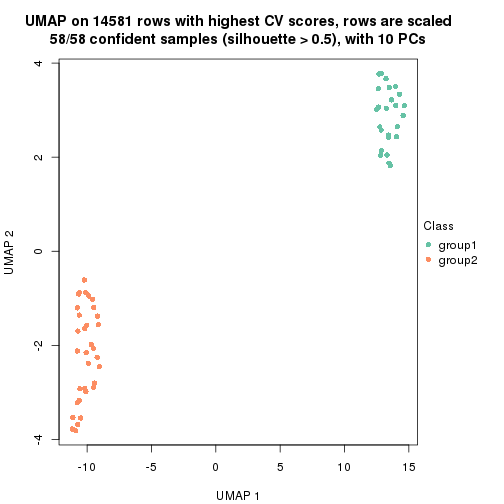 UMAP on 14581 rows with highest CV scores, rows are scaled
58/58 confident samples (silhouette > 0.5), with 10 PCs
4
2
0
-2
-4
UMAP 2
-10
-5
0
5
10
15
UMAP 1
Class
group1
group2